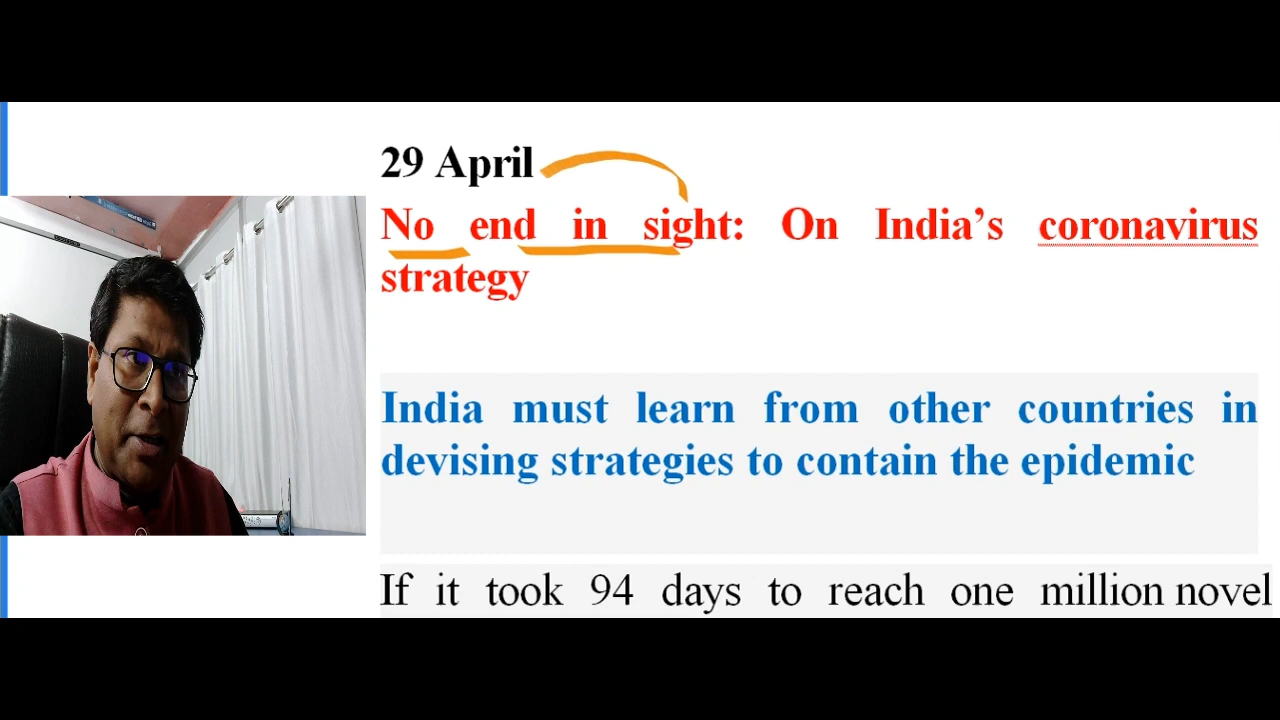 29 April
No end in sight: On India’s coronavirus
strategy
India must learn from other countries in
devising strategies to contain the epidemic
If it took 94 days to reach one million novel